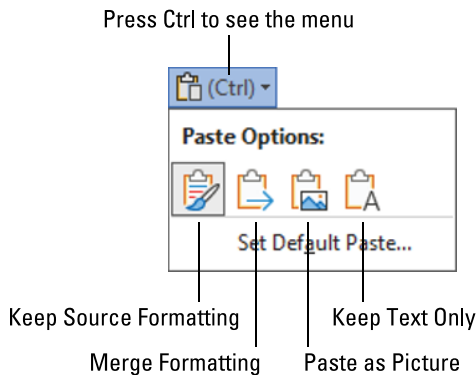 Press Ctrl to see the menu
(Ctrl)
Paste Options:
A
Set Default Paste...
Keep Source Formatting
Keep Text Only
Merge Formatting
Paste as Picture